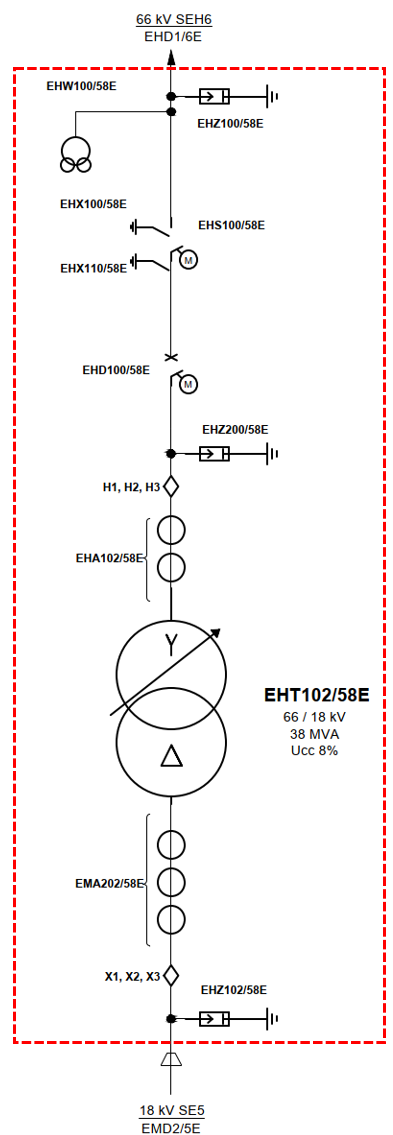 66 kV SEH6
EHD1/6E
EHW100/58E
EHZ100/58E
EHX100/58E
EHS100/58E
M
EHX110/58E
EHD100/58E
M
EHZ200/58E
H1, H2, H3
EHA102/58E
Y
EHT102/58E
66 / 18 kV
38 MVA
Ucc 8%
Δ
EMA202/58E
X1, X2, X3
EHZ102/58E
18 kV SE5
EMD2/5E